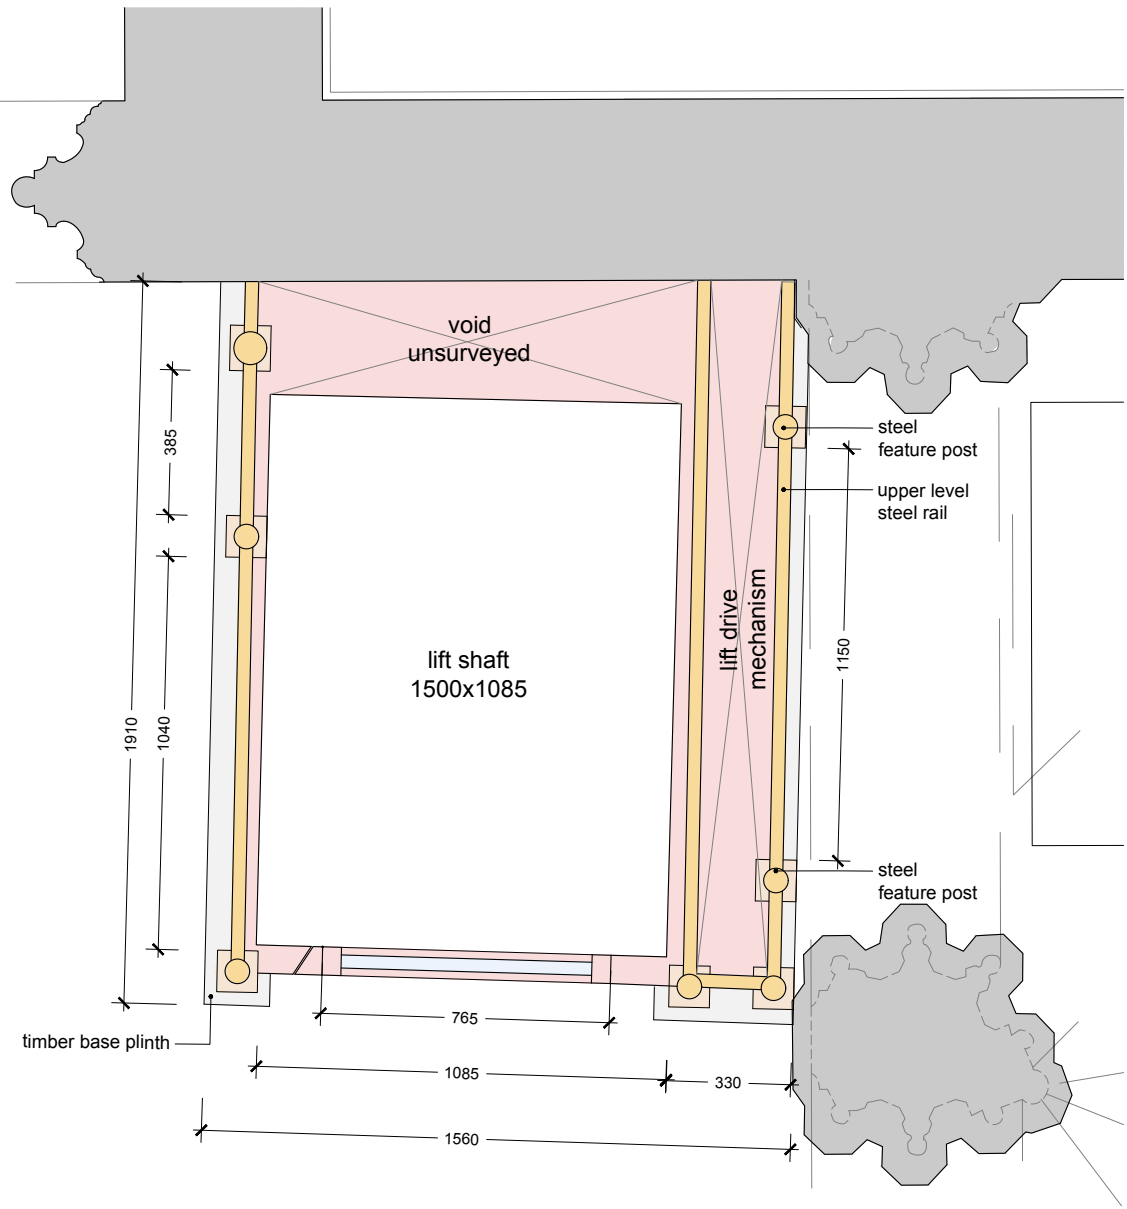 void
unsurveyed
steel
feature post
385
upper level
steel rail
lift drive
mechanism
lift shaft
1500x1085
1150
1910
1040
steel
feature post
765
timber base plinth
1085
330
1560